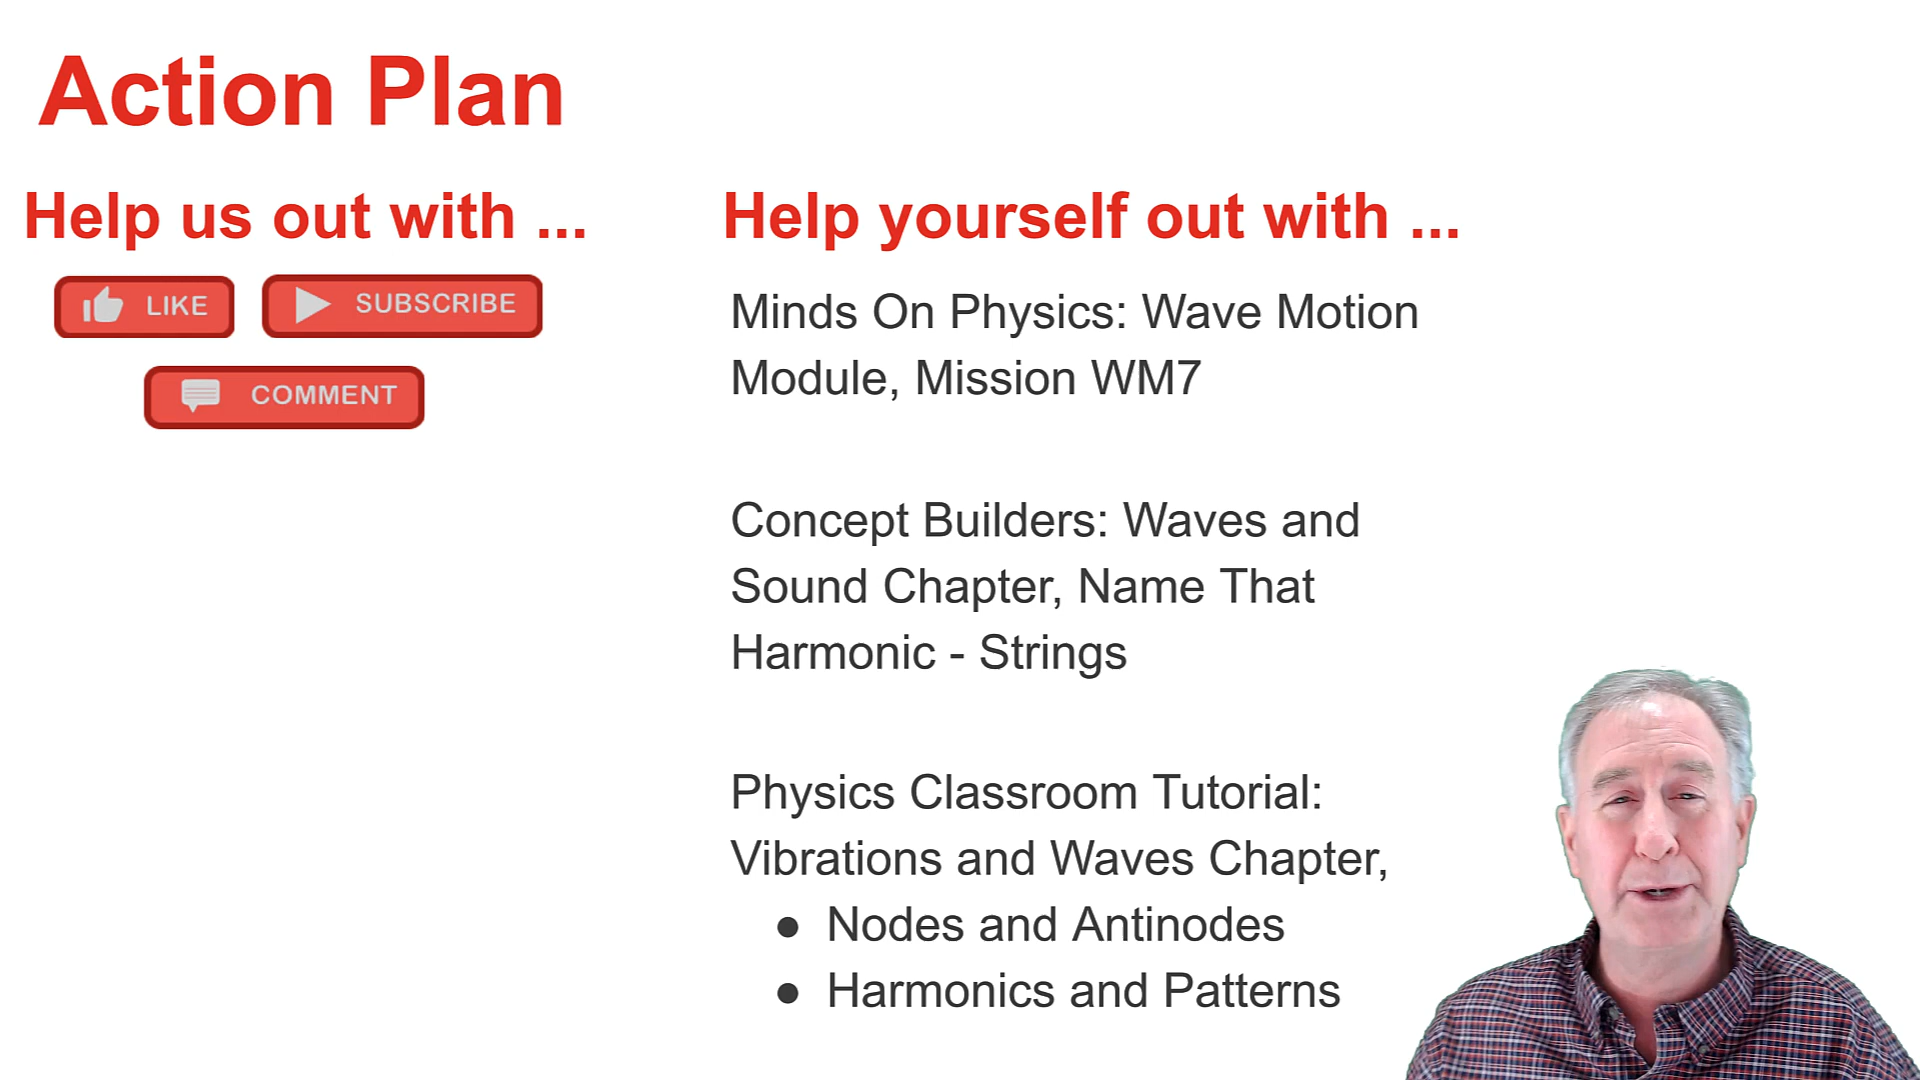 Action Plan
Help us out with ...
LIKE
SUBSCRIBE
COMMENT
Help yourself out with ...
Minds On Physics: Wave Motion
Module, Mission WM7
Concept Builders: Waves and
Sound Chapter, Name That
Harmonic - Strings
Physics Classroom Tutorial:
Vibrations and Waves Chapter,
● Nodes and Antinodes
● Harmonics and Patterns